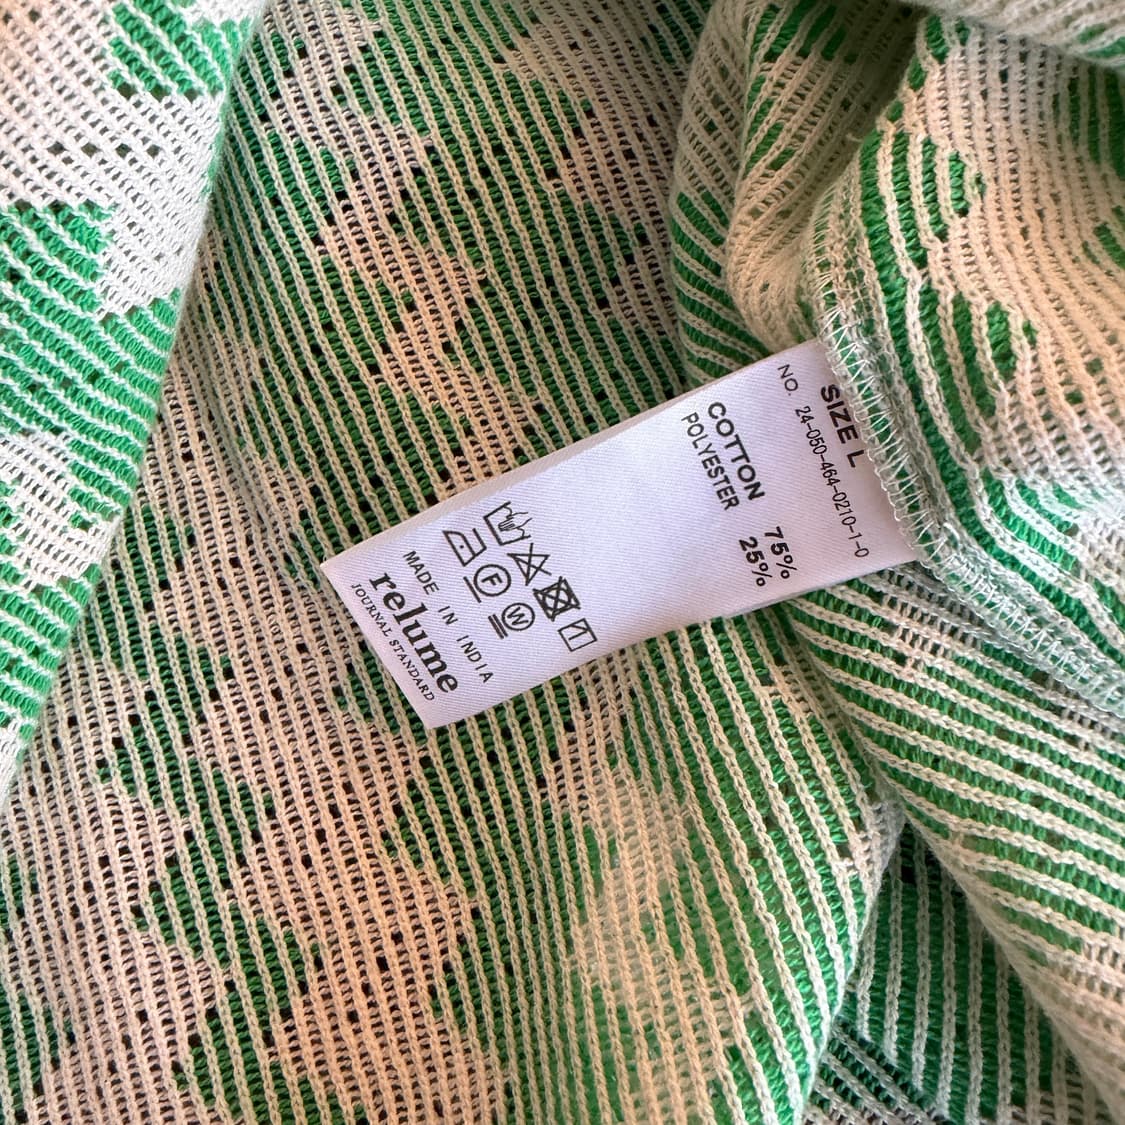 SIZE L
NO. 24-050-464-0210-1-0
COTTON 75%
POLYESTER 25%
F W
MADE IN INDIA
relume
JOURNAL STANDARD